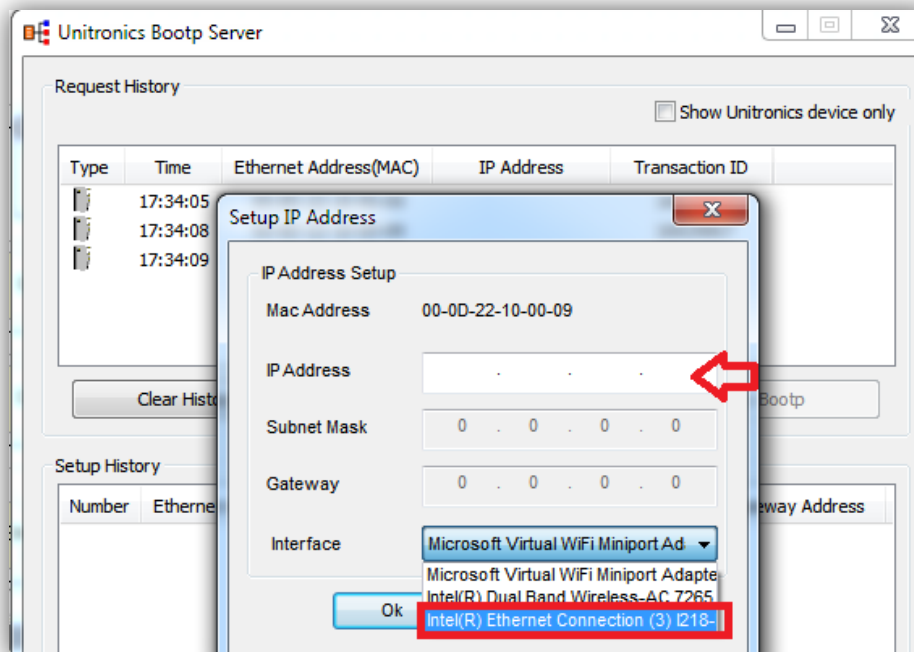 Unitronics Bootp Server
Request History
Show Unitronics device only
Type Time Ethernet Address(MAC) IP Address Transaction ID
17:34:05
17:34:08
17:34:09
Setup IP Address
IP Address Setup
Mac Address 00-0D-22-10-00-09
IP Address . . .
Clear Histo
Bootp
Subnet Mask 0 . 0 . 0 . 0
Setup History
Gateway 0 . 0 . 0 . 0
Number Etherne
eway Address
Interface Microsoft Virtual WiFi Miniport Ad
Microsoft Virtual WiFi Miniport Adapte
Intel(R) Dual Band Wireless-AC 7265
Ok
Intel(R) Ethernet Connection (3) I218-